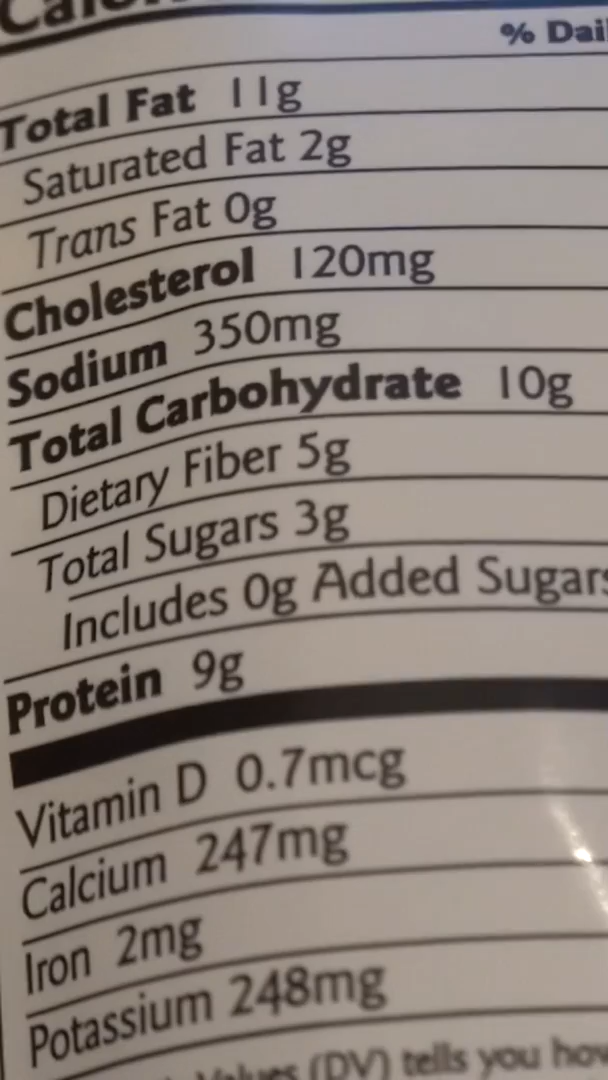 % Dai
Total Fat 11g
Saturated Fat 2g
Trans Fat 0g
Cholesterol 120mg
Sodium 350mg
Total Carbohydrate 10g
Dietary Fiber 5g
Total Sugars 3g
Includes 0g Added Sugars
Protein 9g
Vitamin D 0.7mcg
Calcium 247mg
Iron 2mg
Potassium 248mg
Values (DV) tells you how